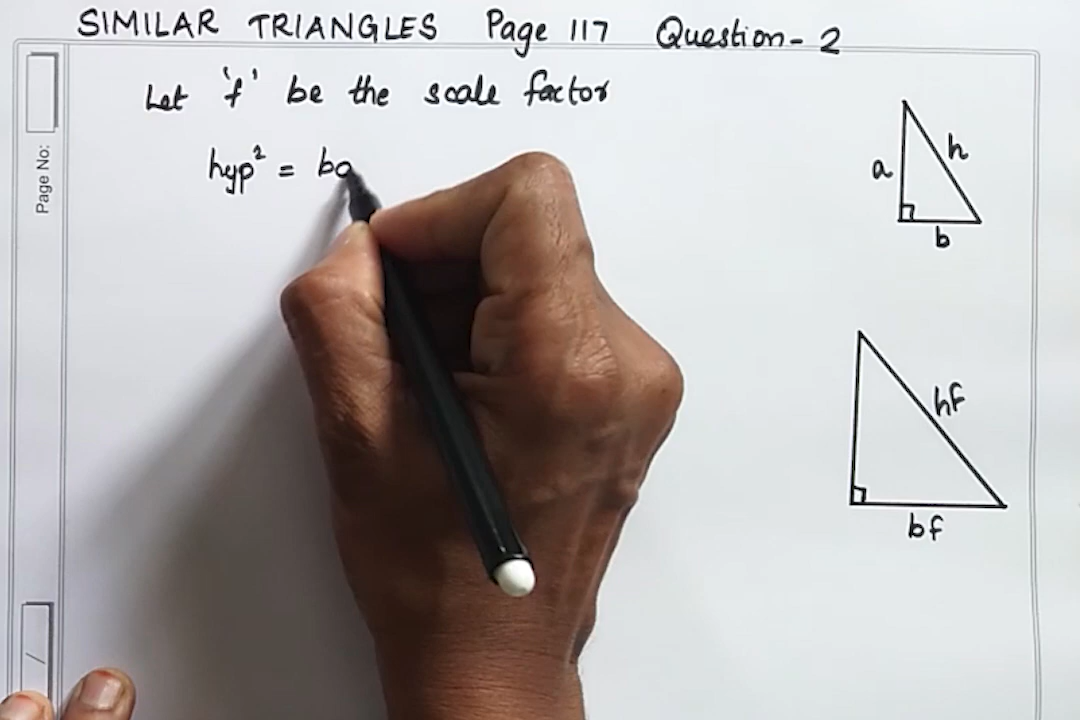 SIMILAR TRIANGLES Page 117 Question-2
Let 'f' be the scale factor
hyp² = ba
Page No:
a
h
b
hf
bf